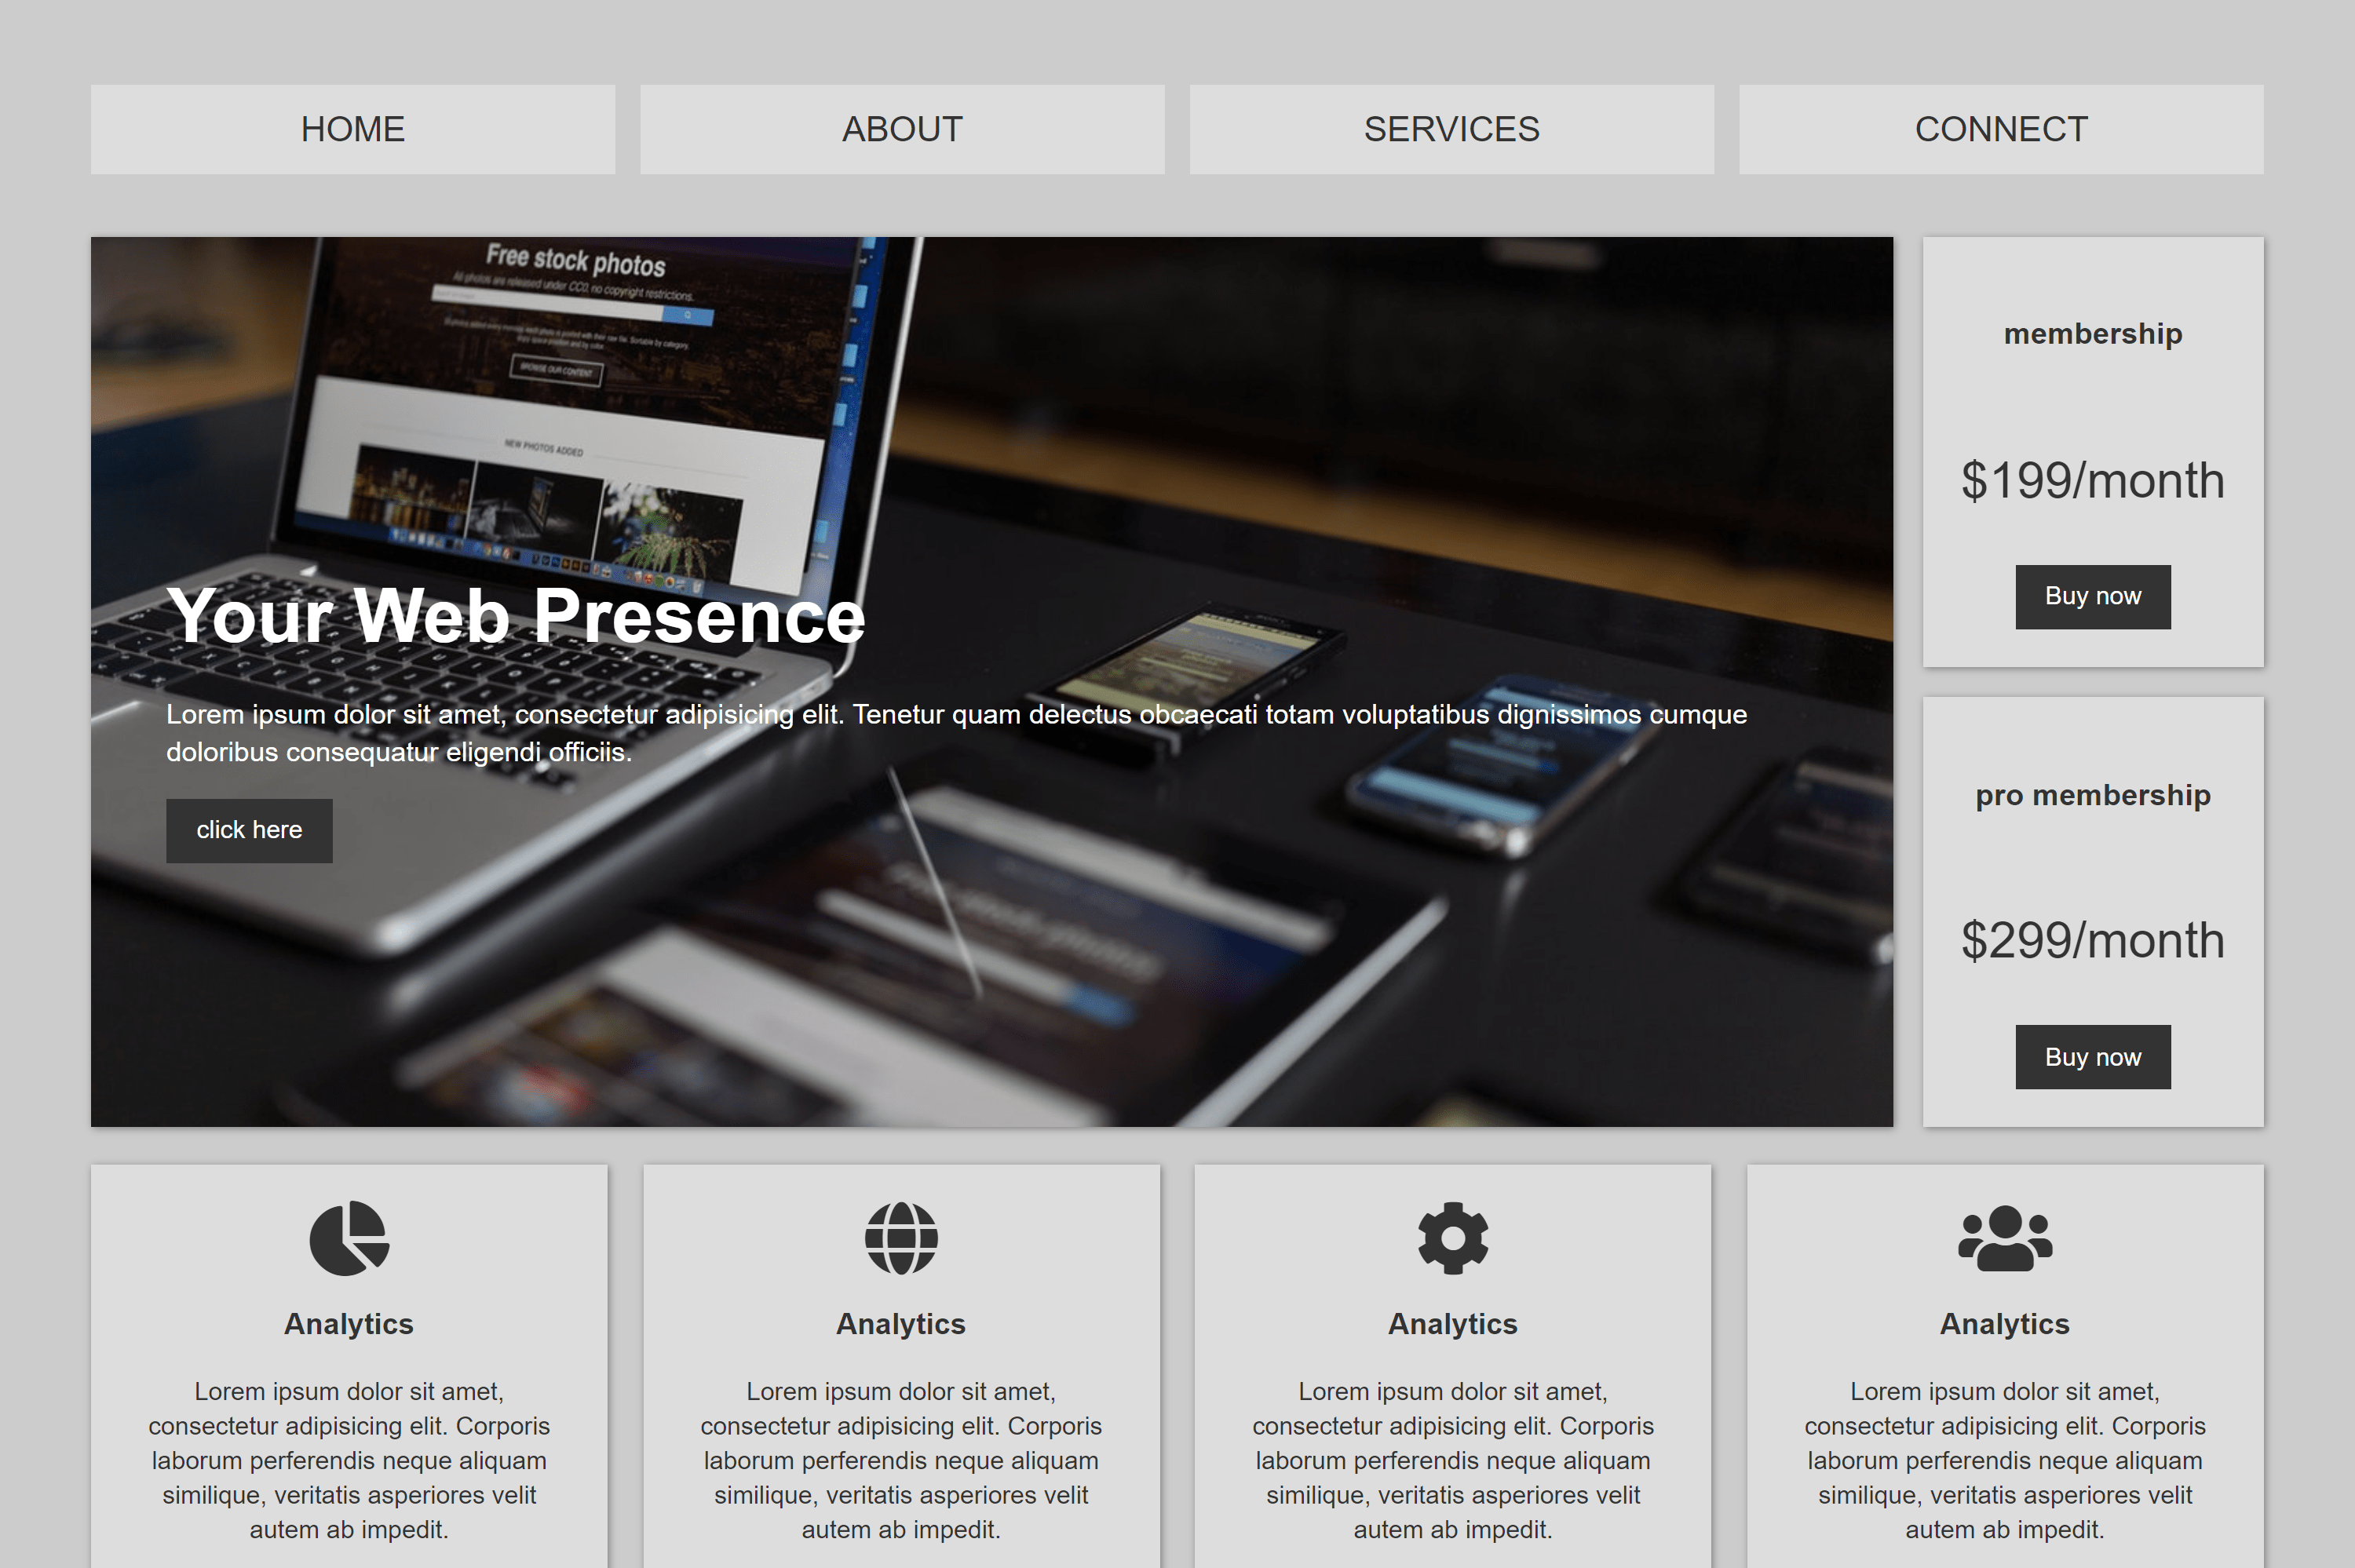 HOME
ABOUT
SERVICES
CONNECT
Free stock photos
All photos are released under CC0, no copyright restrictions.
BROWSE OUR CONTENT
NEW PHOTOS ADDED
Your Web Presence
Lorem ipsum dolor sit amet, consectetur adipisicing elit. Tenetur quam delectus obcaecati totam voluptatibus dignissimos cumque
doloribus consequatur eligendi officiis.
click here
membership
$199/month
Buy now
pro membership
$299/month
Buy now
Analytics
Lorem ipsum dolor sit amet,
consectetur adipisicing elit. Corporis
laborum perferendis neque aliquam
similique, veritatis asperiores velit
autem ab impedit.
Analytics
Lorem ipsum dolor sit amet,
consectetur adipisicing elit. Corporis
laborum perferendis neque aliquam
similique, veritatis asperiores velit
autem ab impedit.
Analytics
Lorem ipsum dolor sit amet,
consectetur adipisicing elit. Corporis
laborum perferendis neque aliquam
similique, veritatis asperiores velit
autem ab impedit.
Analytics
Lorem ipsum dolor sit amet,
consectetur adipisicing elit. Corporis
laborum perferendis neque aliquam
similique, veritatis asperiores velit
autem ab impedit.